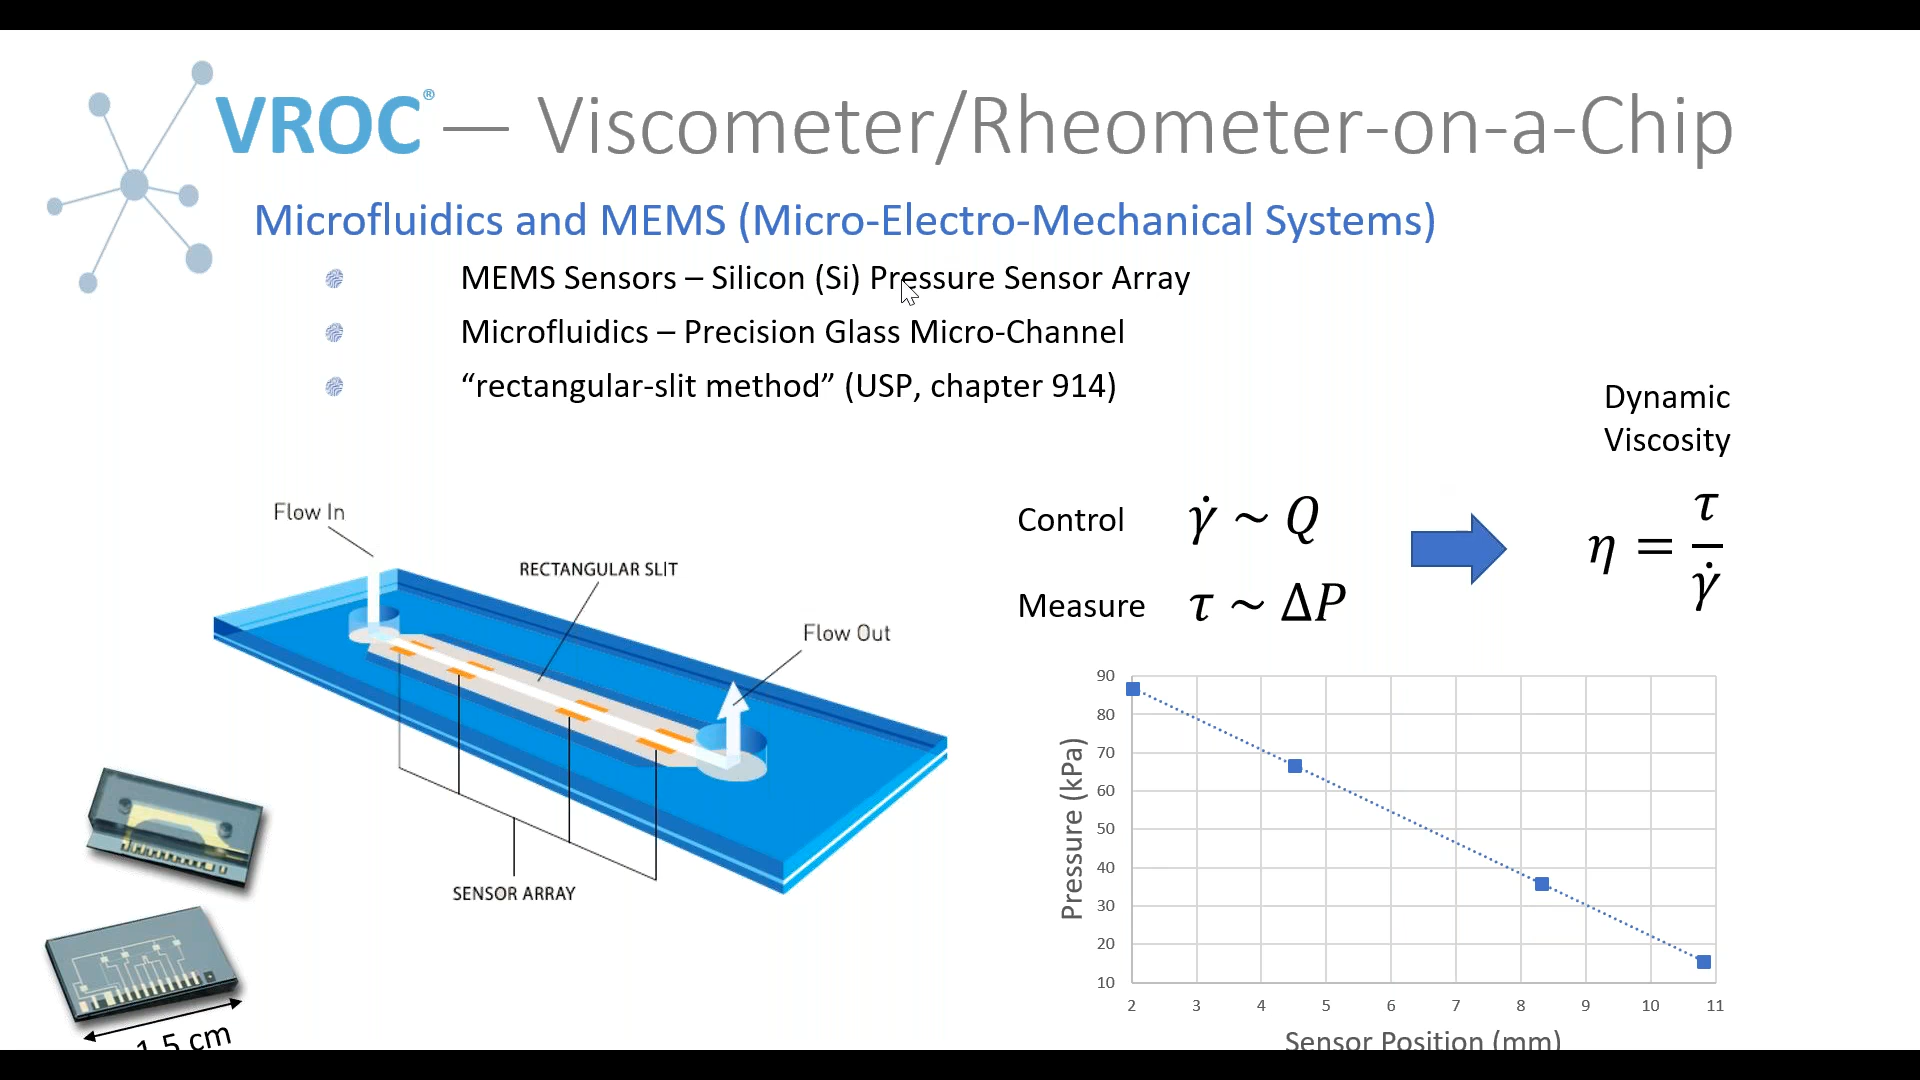 VROC® — Viscometer/Rheometer-on-a-Chip
Microfluidics and MEMS (Micro-Electro-Mechanical Systems)
MEMS Sensors – Silicon (Si) Pressure Sensor Array
Microfluidics – Precision Glass Micro-Channel
“rectangular-slit method” (USP, chapter 914)
Dynamic
Viscosity
Control γ̇ ~ Q
Measure τ ~ ΔP
η = τ/γ̇
Flow In
RECTANGULAR SLIT
Flow Out
SENSOR ARRAY
1.5 cm
Pressure (kPa)
90
80
70
60
50
40
30
20
10
2 3 4 5 6 7 8 9 10 11
Sensor Position (mm)